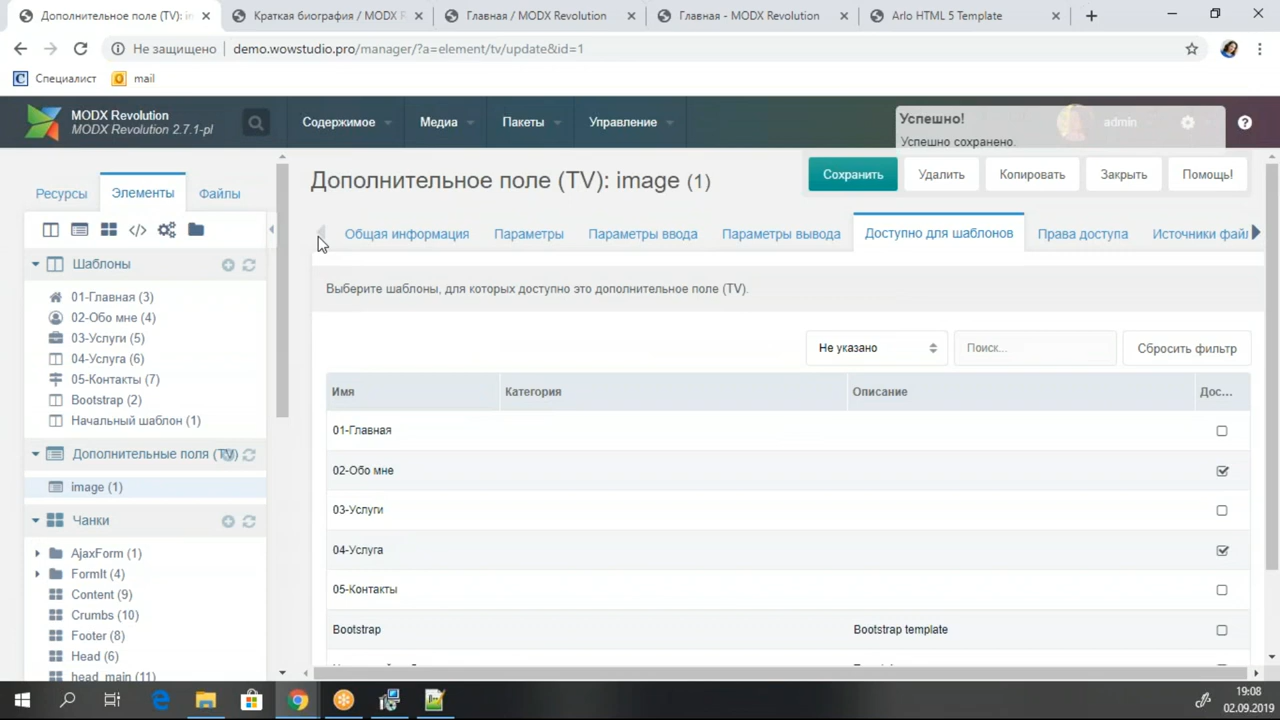 Дополнительное поле (TV): i
Краткая биография / MODX F
Главная / MODX Revolution
Главная - MODX Revolution
Arlo HTML 5 Template
Не защищено
demo.wowstudio.pro/manager/?a=element/tv/update&id=1
Специалист
mail
MODX Revolution
MODX Revolution 2.7.1-pl
Содержимое
Медиа
Пакеты
Управление
Успешно!
Успешно сохранено.
admin
Ресурсы
Элементы
Файлы
Дополнительное поле (TV): image (1)
Сохранить
Удалить
Копировать
Закрыть
Помощь!
Общая информация
Параметры
Параметры ввода
Параметры вывода
Доступно для шаблонов
Права доступа
Источники файл
Шаблоны
01-Главная (3)
02-Обо мне (4)
03-Услуги (5)
04-Услуга (6)
05-Контакты (7)
Bootstrap (2)
Начальный шаблон (1)
Дополнительные поля (TV)
image (1)
Чанки
AjaxForm (1)
FormIt (4)
Content (9)
Crumbs (10)
Footer (8)
Head (6)
head_main (11)
Выберите шаблоны, для которых доступно это дополнительное поле (TV).
Не указано
Поиск...
Сбросить фильтр
Имя
Категория
Описание
Дос...
01-Главная
02-Обо мне
03-Услуги
04-Услуга
05-Контакты
Bootstrap
Bootstrap template
19:08
02.09.2019